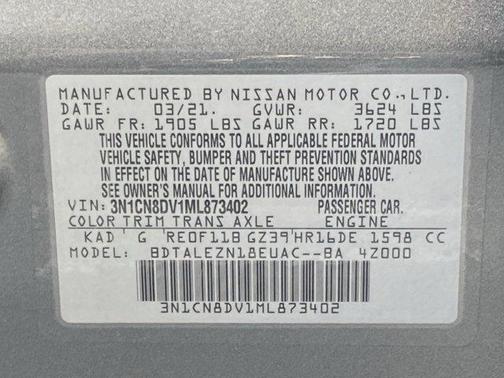 MANUFACTURED BY NISSAN MOTOR CO.,LTD.
DATE: 03/21. GVWR: 3624 LBS
GAWR FR: 1905 LBS GAWR RR: 1720 LBS
THIS VEHICLE CONFORMS TO ALL APPLICABLE FEDERAL MOTOR
VEHICLE SAFETY, BUMPER AND THEFT PREVENTION STANDARDS
IN EFFECT ON THE DATE OF MANUFACTURE SHOWN ABOVE.
SEE OWNER'S MANUAL FOR ADDITIONAL INFORMATION.
VIN: 3N1CN8DV1ML873402 PASSENGER CAR.
COLOR TRIM TRANS AXLE ENGINE
KAD ' G 'RE0F11B GZ39'HR16DE 1598 CC
MODEL: BDTALEZN18EUAC--BA 4Z000
3N1CN8DV1ML873402